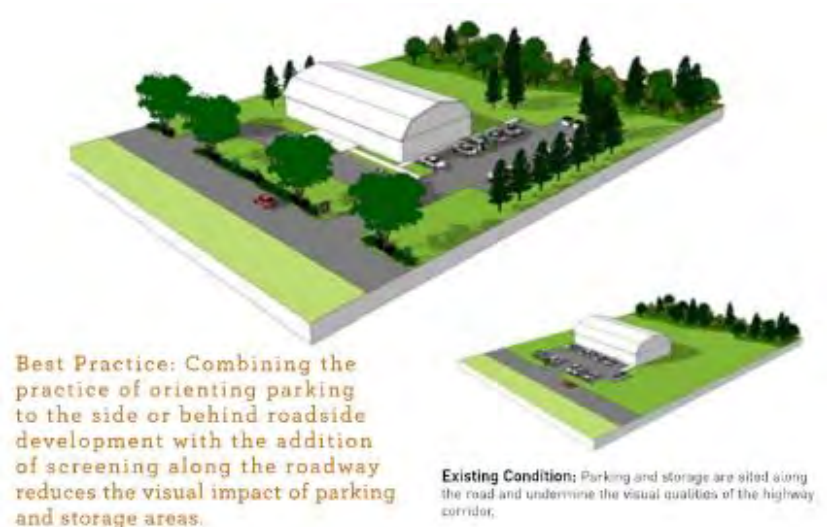 Best Practice: Combining the
practice of orienting parking
to the side or behind roadside
development with the addition
of screening along the roadway
reduces the visual impact of parking
and storage areas.
Existing Condition: Parking and storage are sited along
the road and undermine the visual qualities of the highway
corridor.